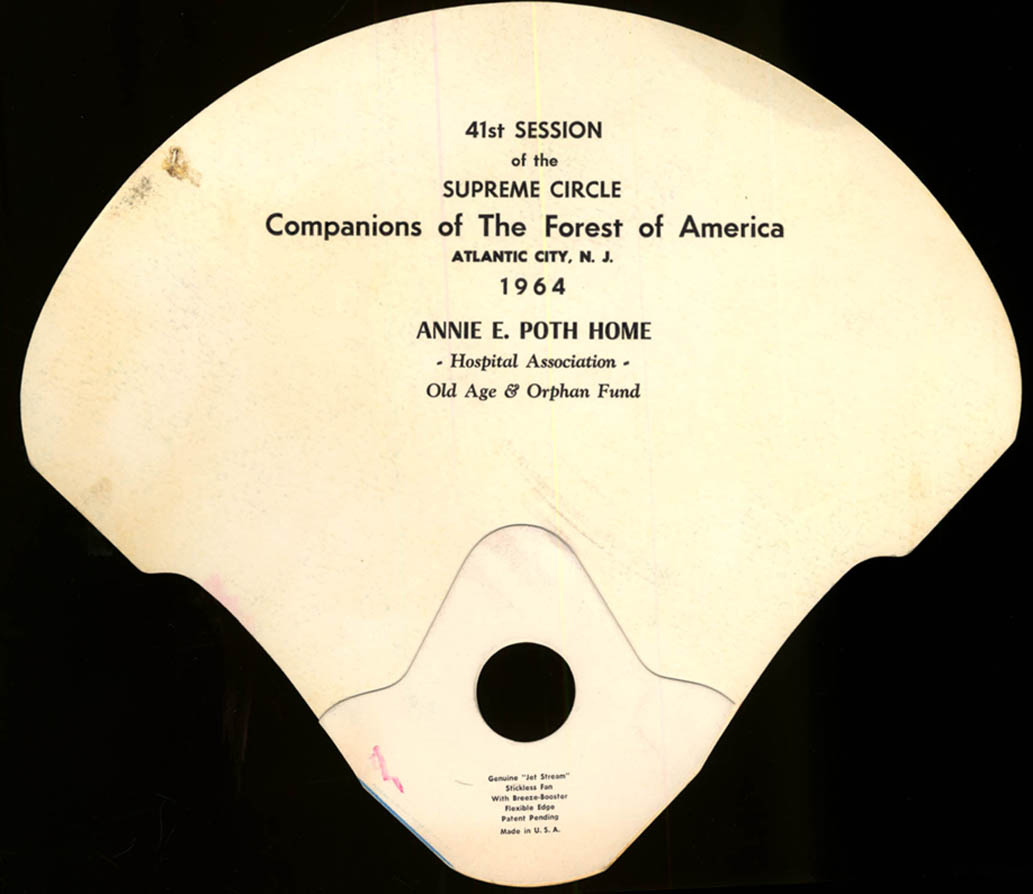 41st SESSION
of the
SUPREME CIRCLE
Companions of The Forest of America
ATLANTIC CITY, N. J.
1964
ANNIE E. POTH HOME
- Hospital Association -
Old Age & Orphan Fund
Genuine "Jet Stream"
Stickless Fan
With Breeze-Booster
Flexible Edge
Patent Pending
Made in U. S. A.